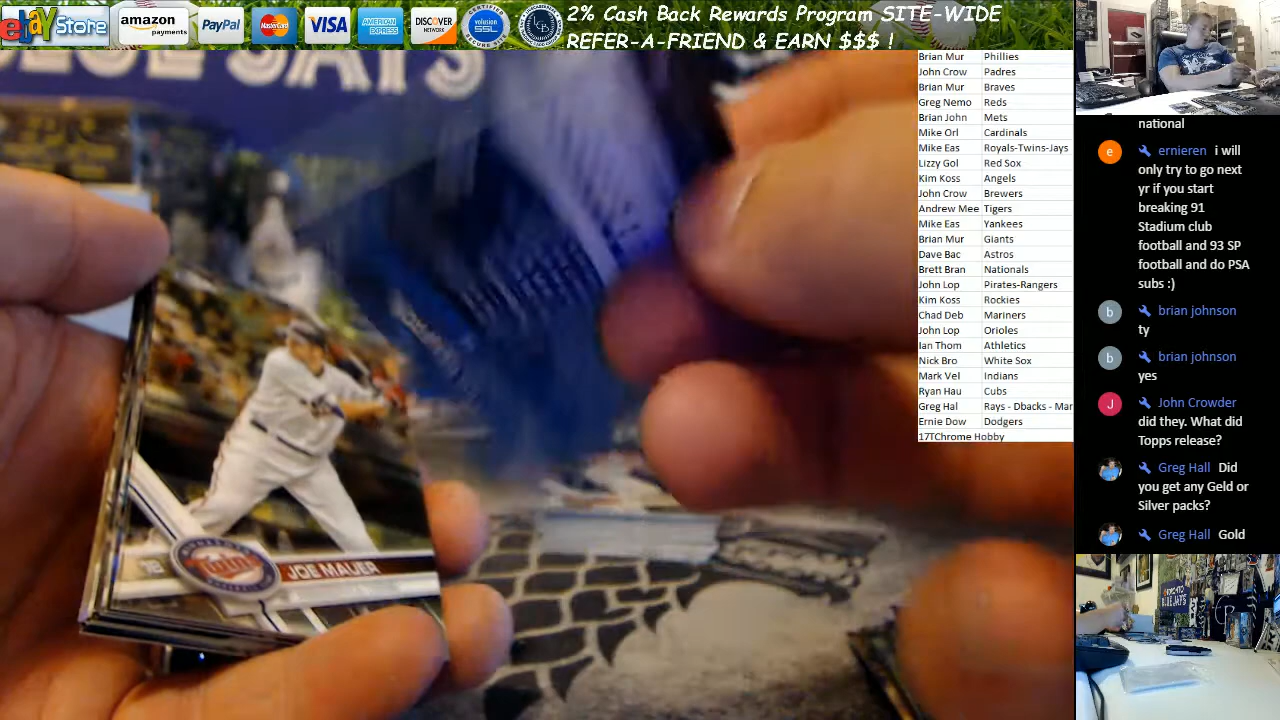 ebay Store
amazon payments
PayPal
MasterCard
VISA
AMERICAN EXPRESS
DISCOVER NETWORK
SSL
2% Cash Back Rewards Program SITE-WIDE
REFER-A-FRIEND & EARN $$$ !
BLUE JAYS
Brian Mur Phillies
John Crow Padres
Brian Mur Braves
Greg Nemo Reds
Brian John Mets
Mike Orl Cardinals
Mike Eas Royals-Twins-Jays
Lizzy Gol Red Sox
Kim Koss Angels
John Crow Brewers
Andrew Mee Tigers
Mike Eas Yankees
Brian Mur Giants
Dave Bac Astros
Brett Bran Nationals
John Lop Pirates-Rangers
Kim Koss Rockies
Chad Deb Mariners
John Lop Orioles
Ian Thom Athletics
Nick Bro White Sox
Mark Vel Indians
Ryan Hau Cubs
Greg Hal Rays - Dbacks - Mar
Ernie Dow Dodgers
17TChrome Hobby
national
e ernieren i will
only try to go next
yr if you start
breaking 91
Stadium club
football and 93 SP
football and do PSA
subs :)
b brian johnson
ty
b brian johnson
yes
J John Crowder
did they. What did
Topps release?
Greg Hall Did
you get any Geld or
Silver packs?
Greg Hall Gold
1B
Twins
JOE MAUER
BLUE JAYS